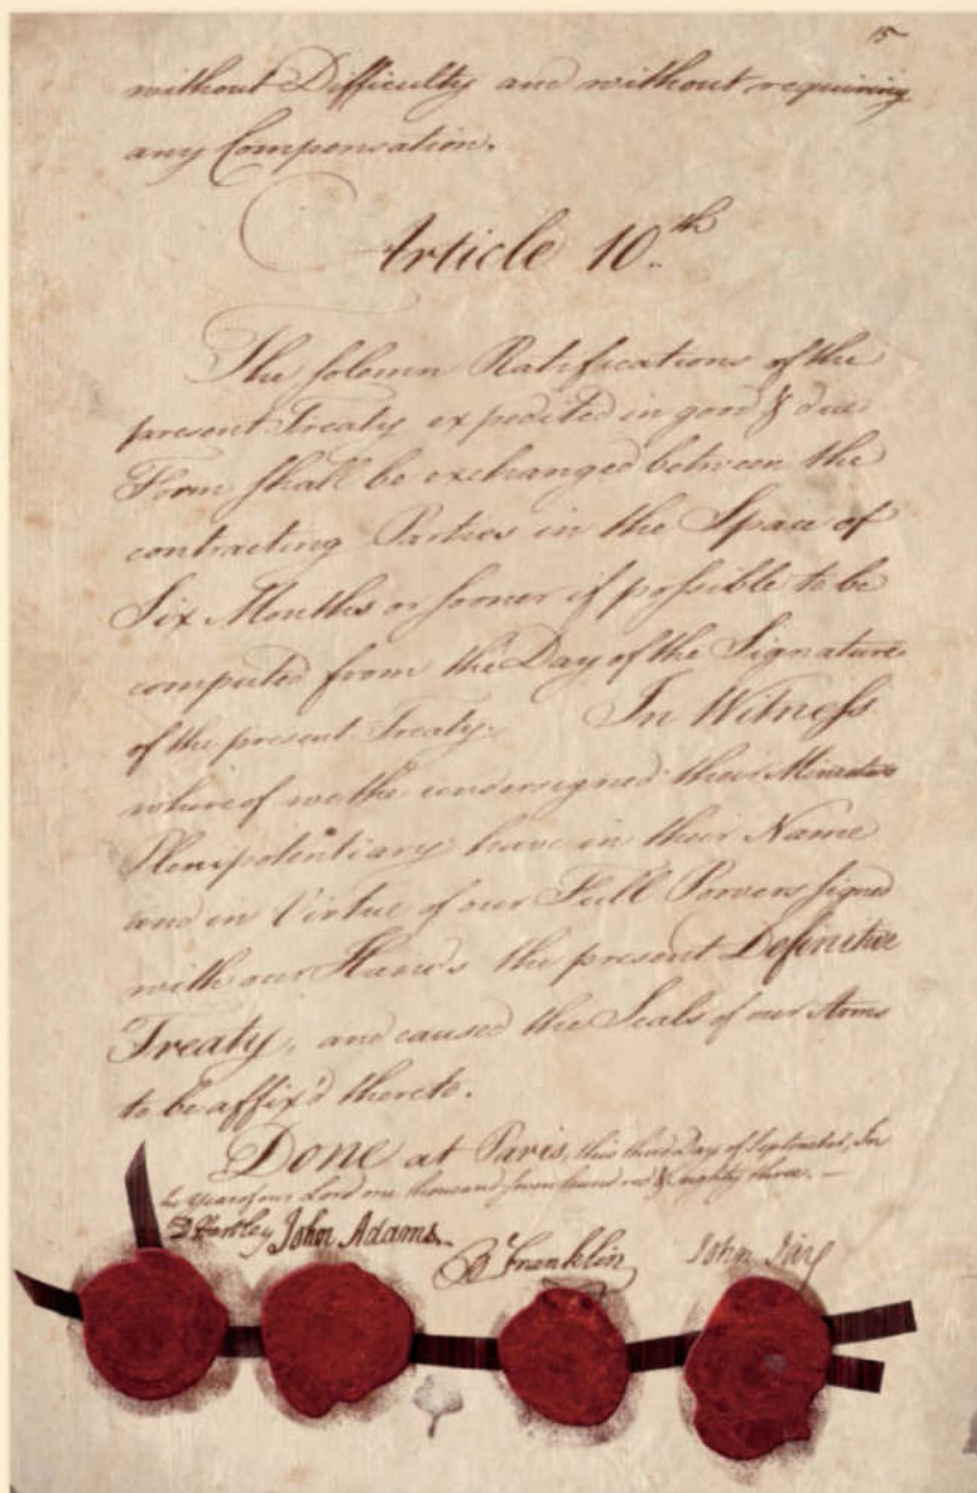 15
without Difficulty and without requiring
any Compensation.
Article 10th
The solemn Ratifications of the
present Treaty expedited in good & due
Form shall be exchanged between the
contracting Parties in the Space of
Six Months or sooner if possible to be
computed from the Day of the Signature
of the present Treaty. In Witness
whereof we the undersigned their Ministers
Plenipotentiary have in their Name
and in Virtue of our Full Powers signed
with our Hands the present Definitive
Treaty, and caused the Seals of our Arms
to be affix'd thereto.
Done at Paris, this third Day of September, In
the Year of our Lord one thousand seven hundred & eighty three.—
D Hartley John Adams. B Franklin John Jay